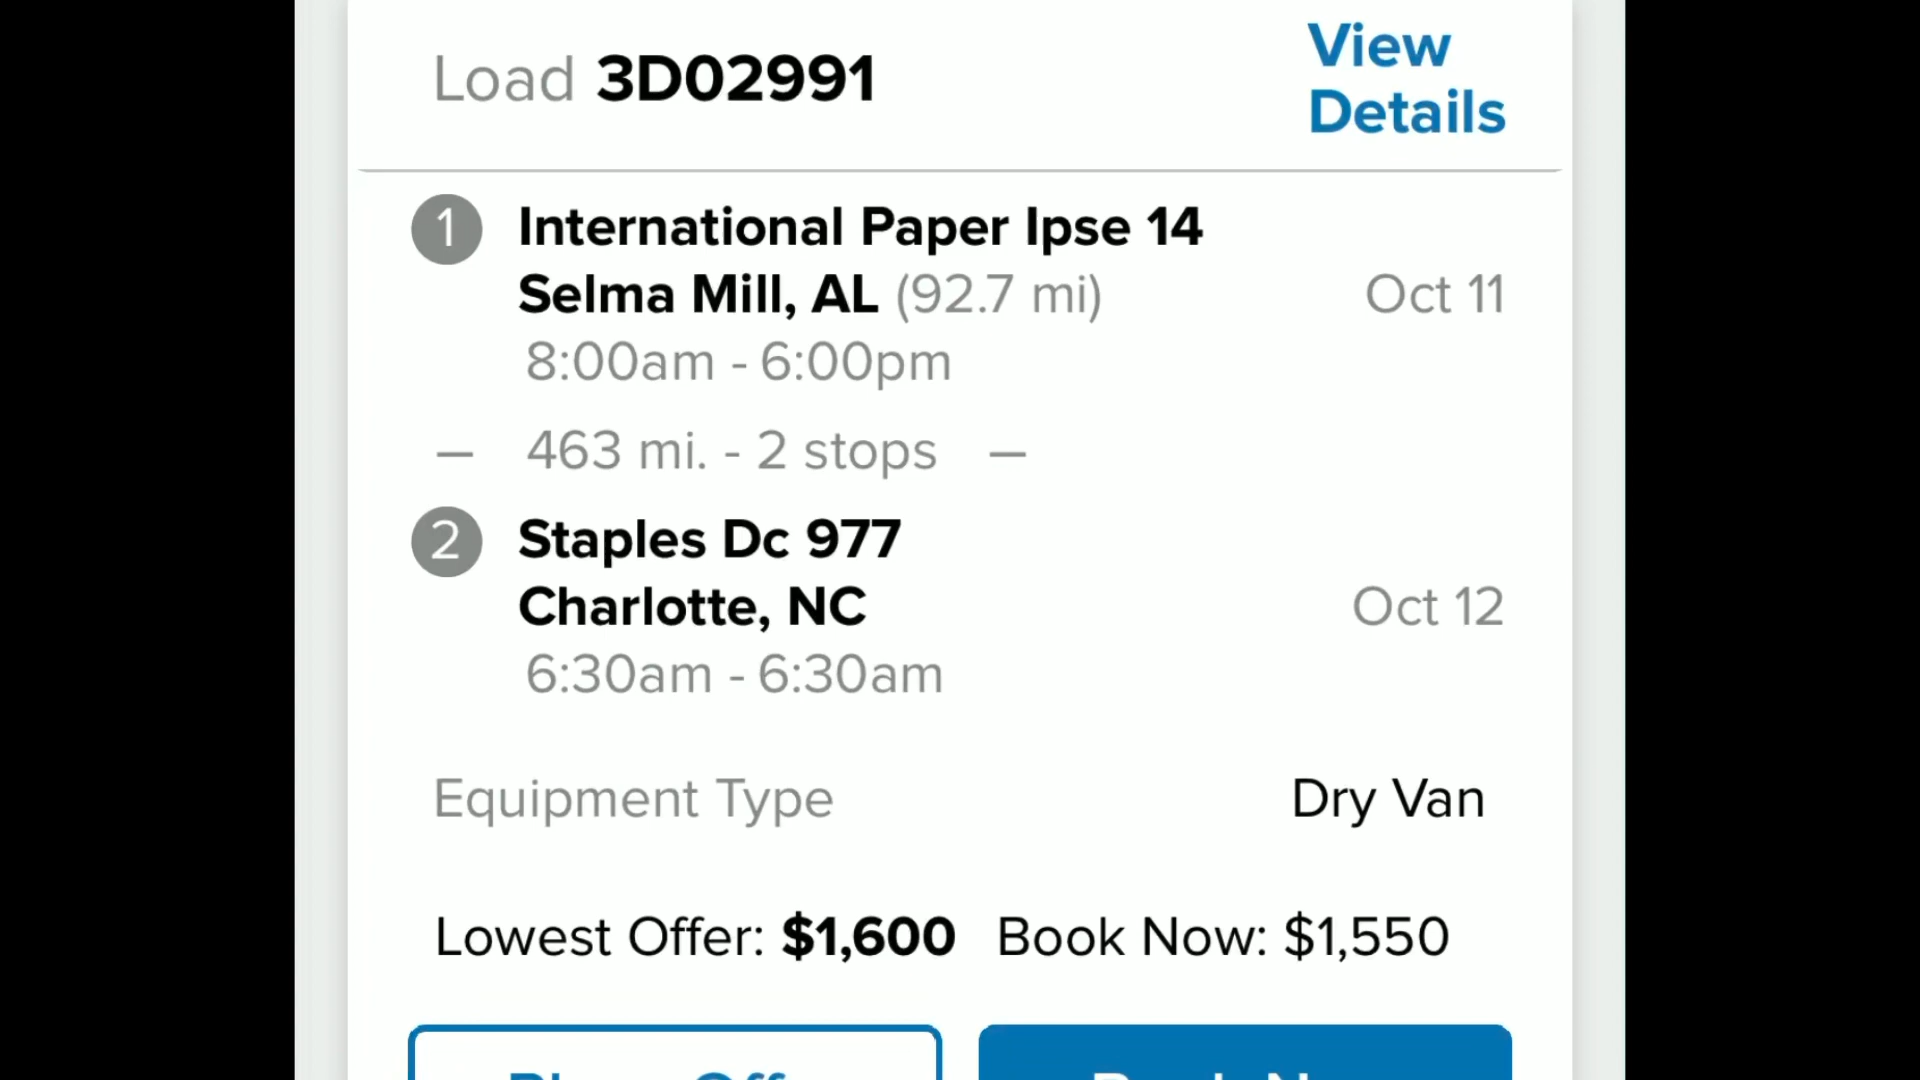 Load 3D02991
View
Details
1 International Paper Ipse 14
Selma Mill, AL (92.7 mi) Oct 11
8:00am - 6:00pm
— 463 mi. - 2 stops —
2 Staples Dc 977
Charlotte, NC Oct 12
6:30am - 6:30am
Equipment Type Dry Van
Lowest Offer: $1,600 Book Now: $1,550